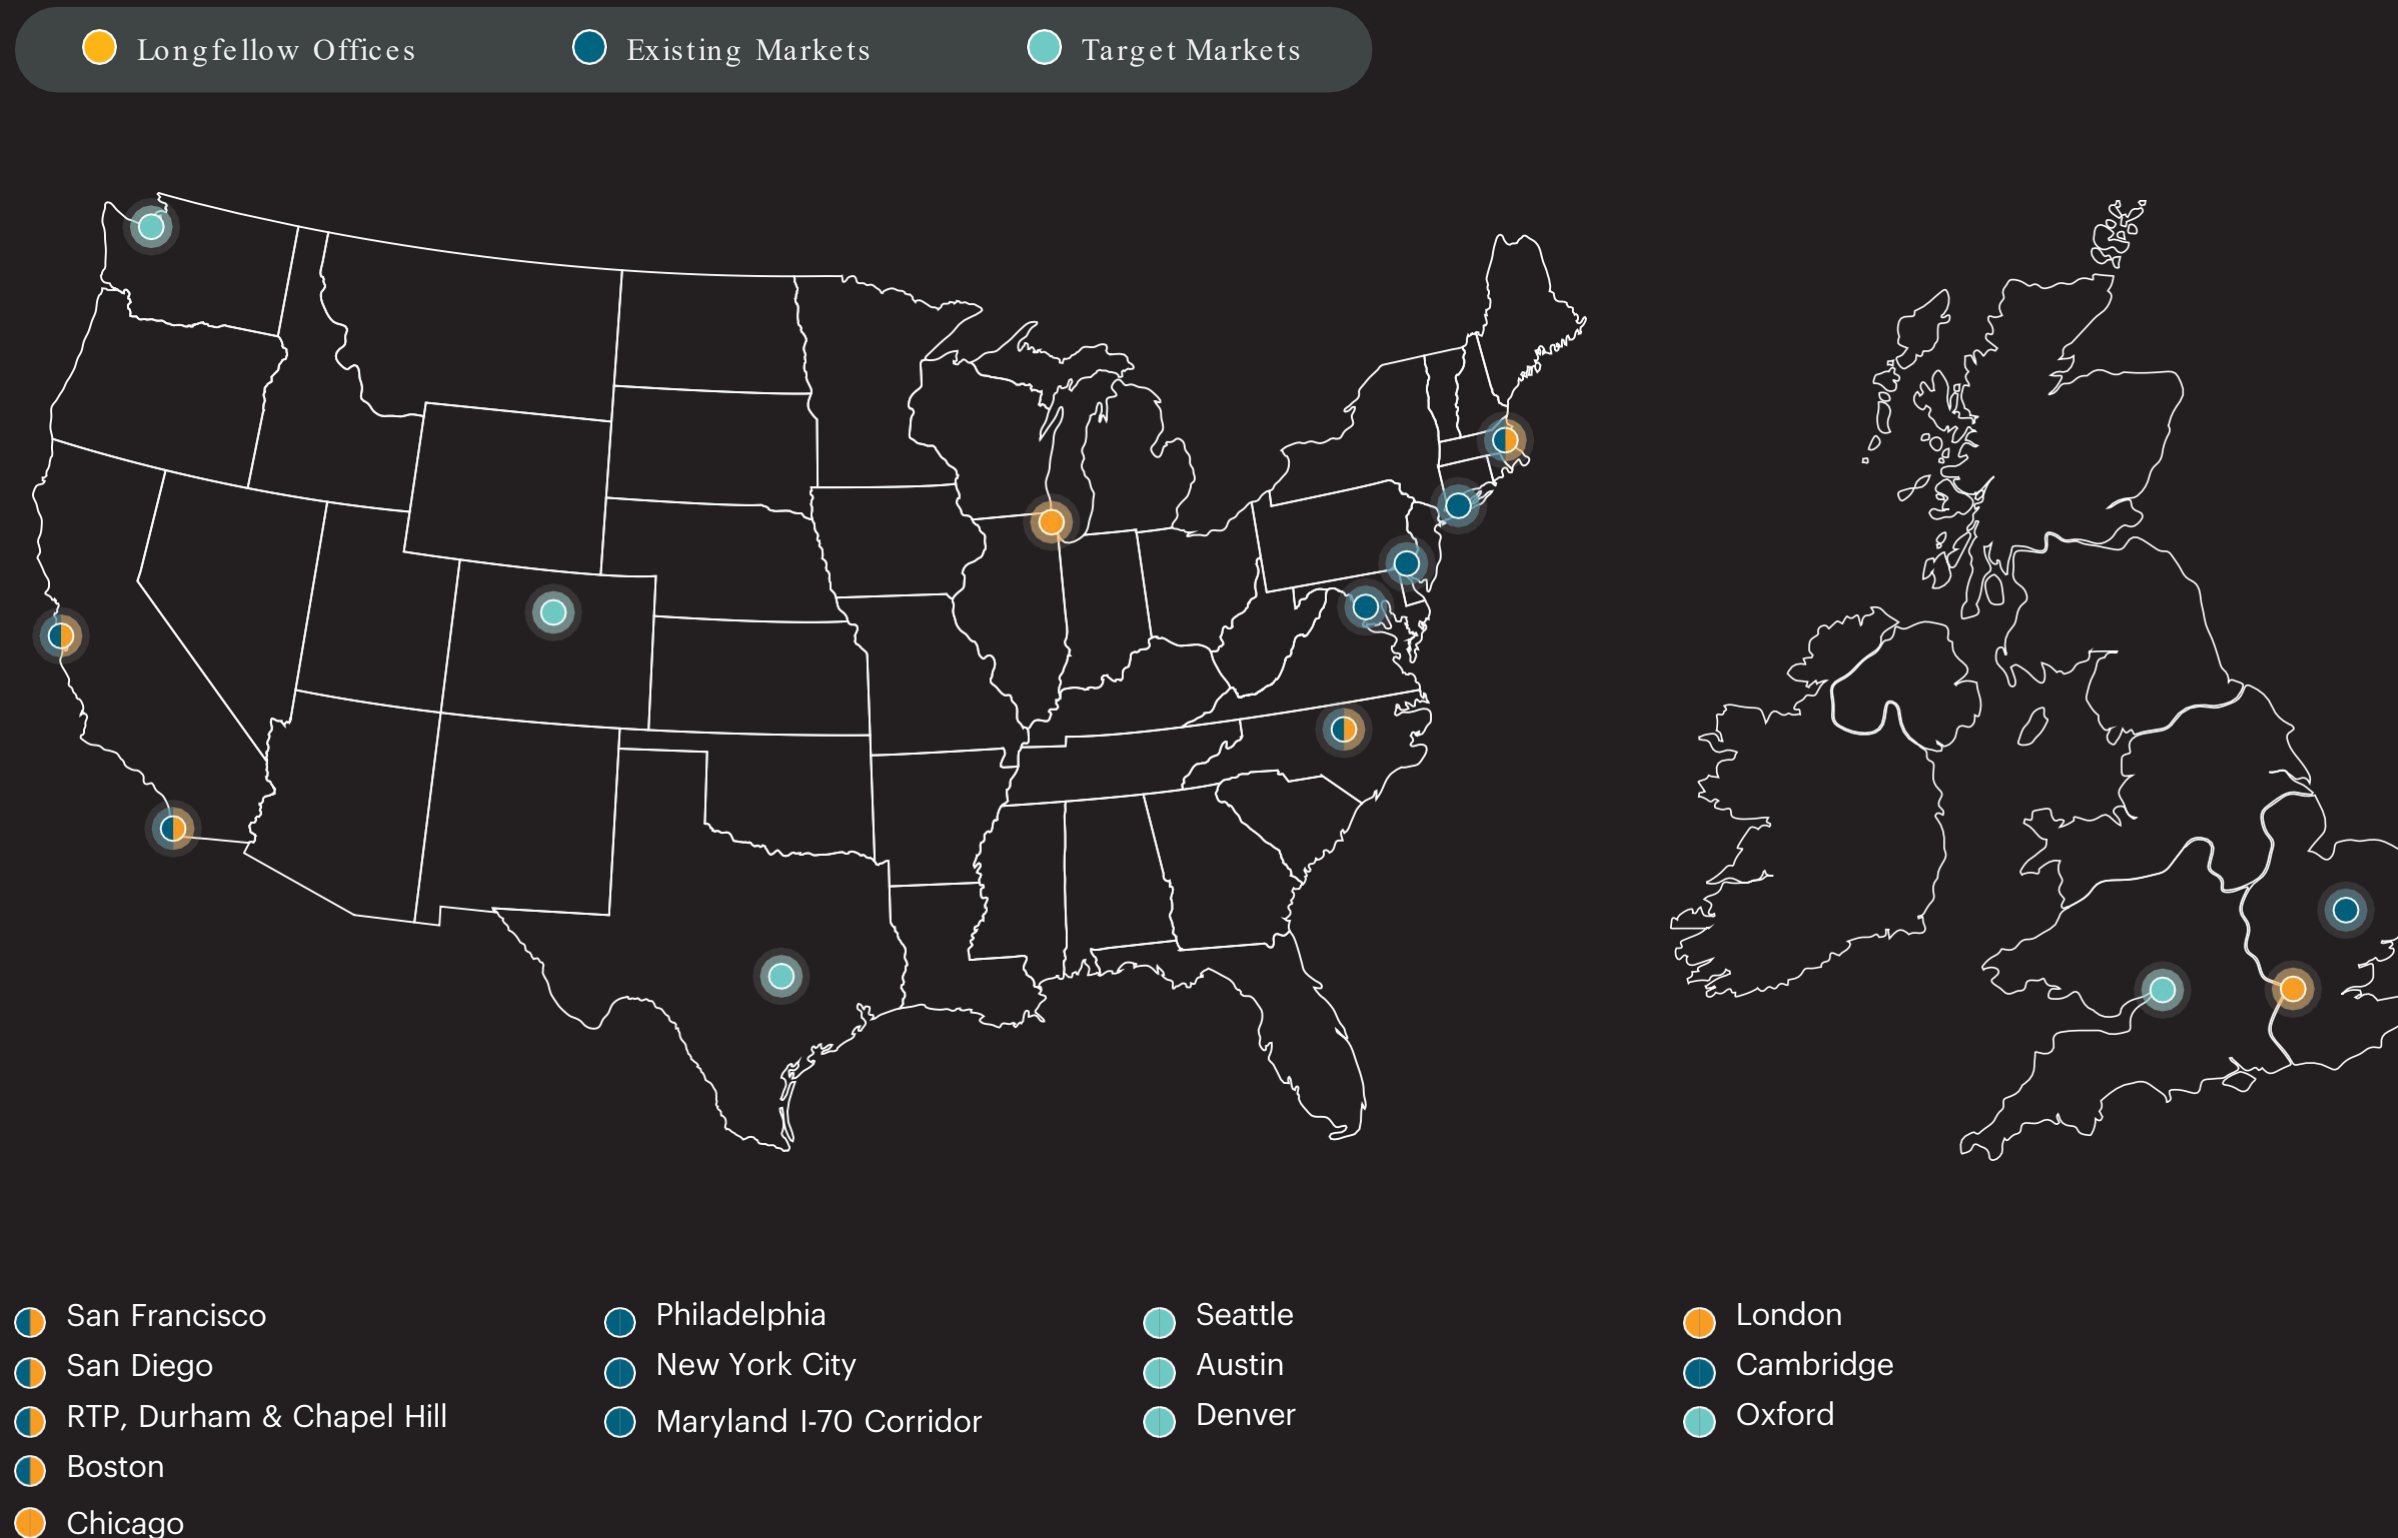 Longfellow Offices
Existing Markets
Target Markets
San Francisco
San Diego
RTP, Durham & Chapel Hill
Boston
Chicago
Philadelphia
New York City
Maryland I-70 Corridor
Seattle
Austin
Denver
London
Cambridge
Oxford